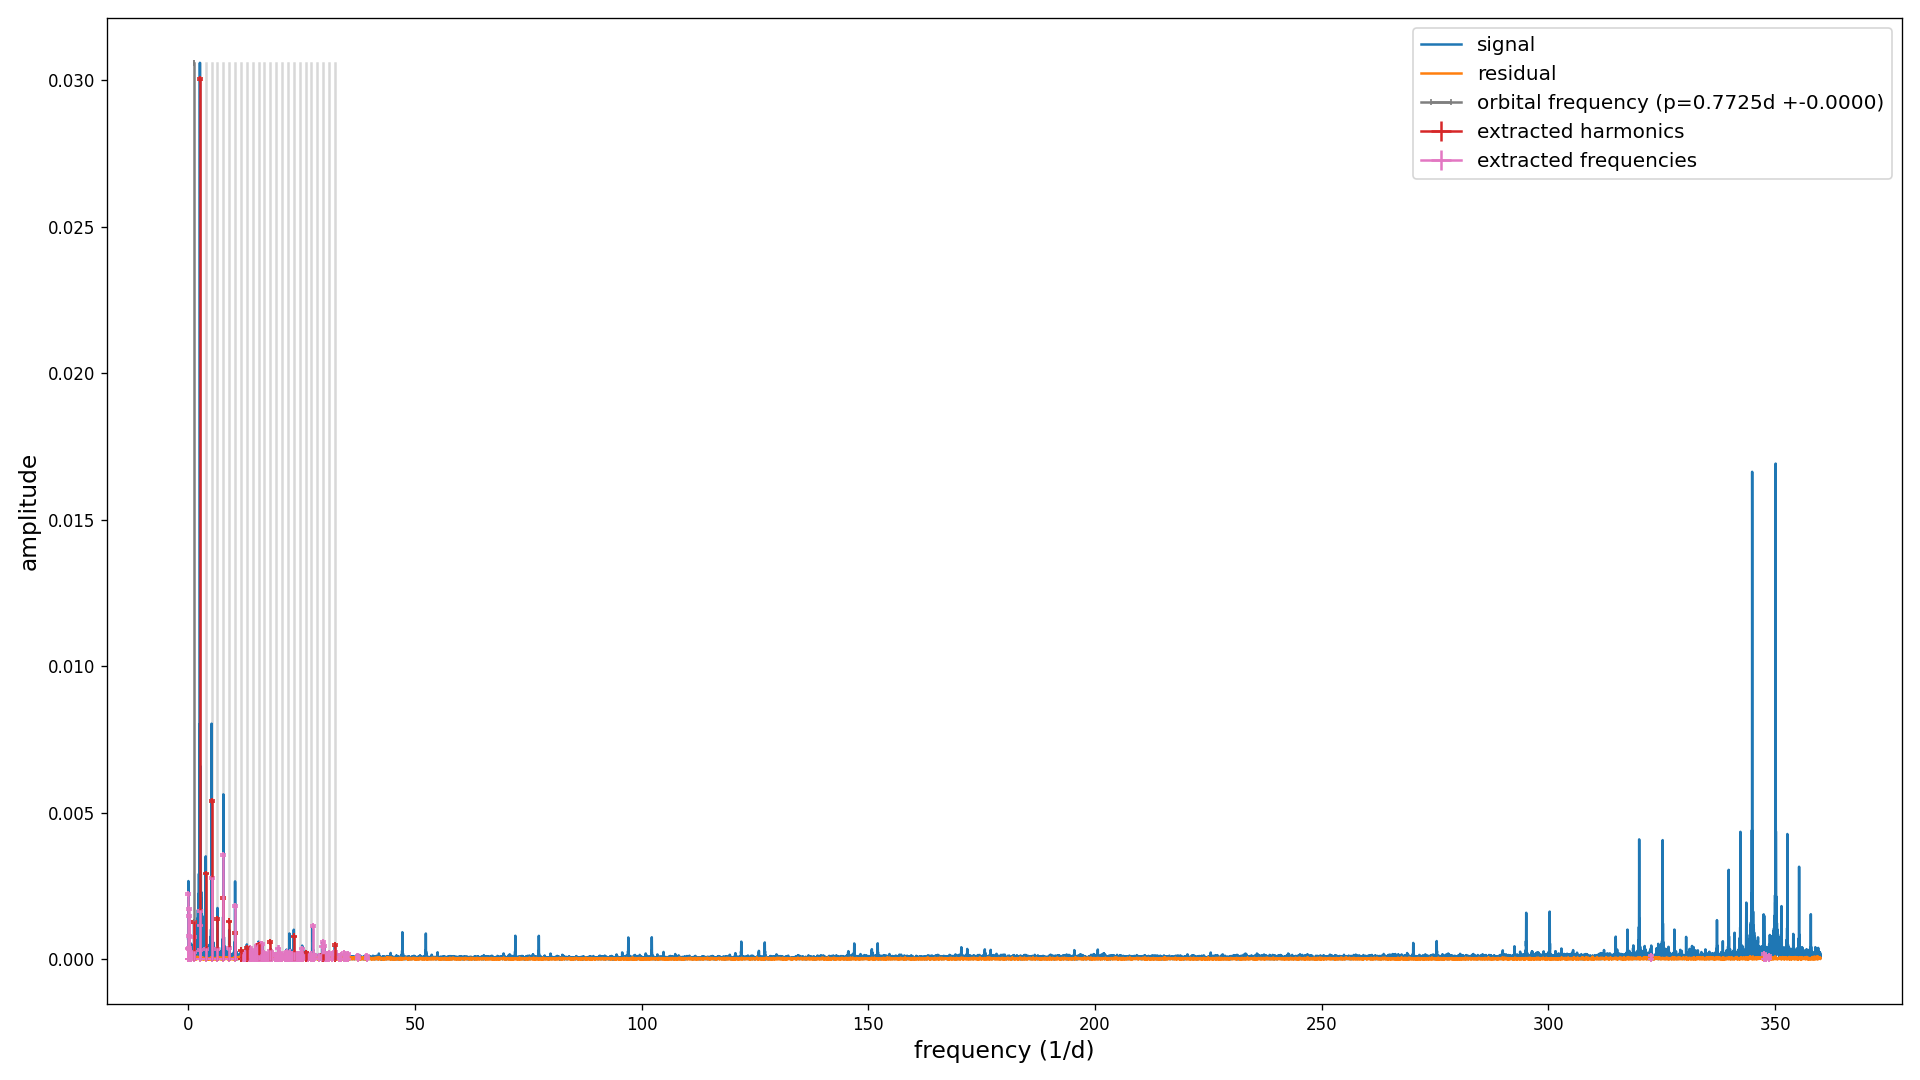 signal
residual
orbital frequency (p=0.7725d +-0.0000)
extracted harmonics
extracted frequencies
0.030
0.025
0.020
0.015
0.010
0.005
0.000
amplitude
0 50 100 150 200 250 300 350
frequency (1/d)